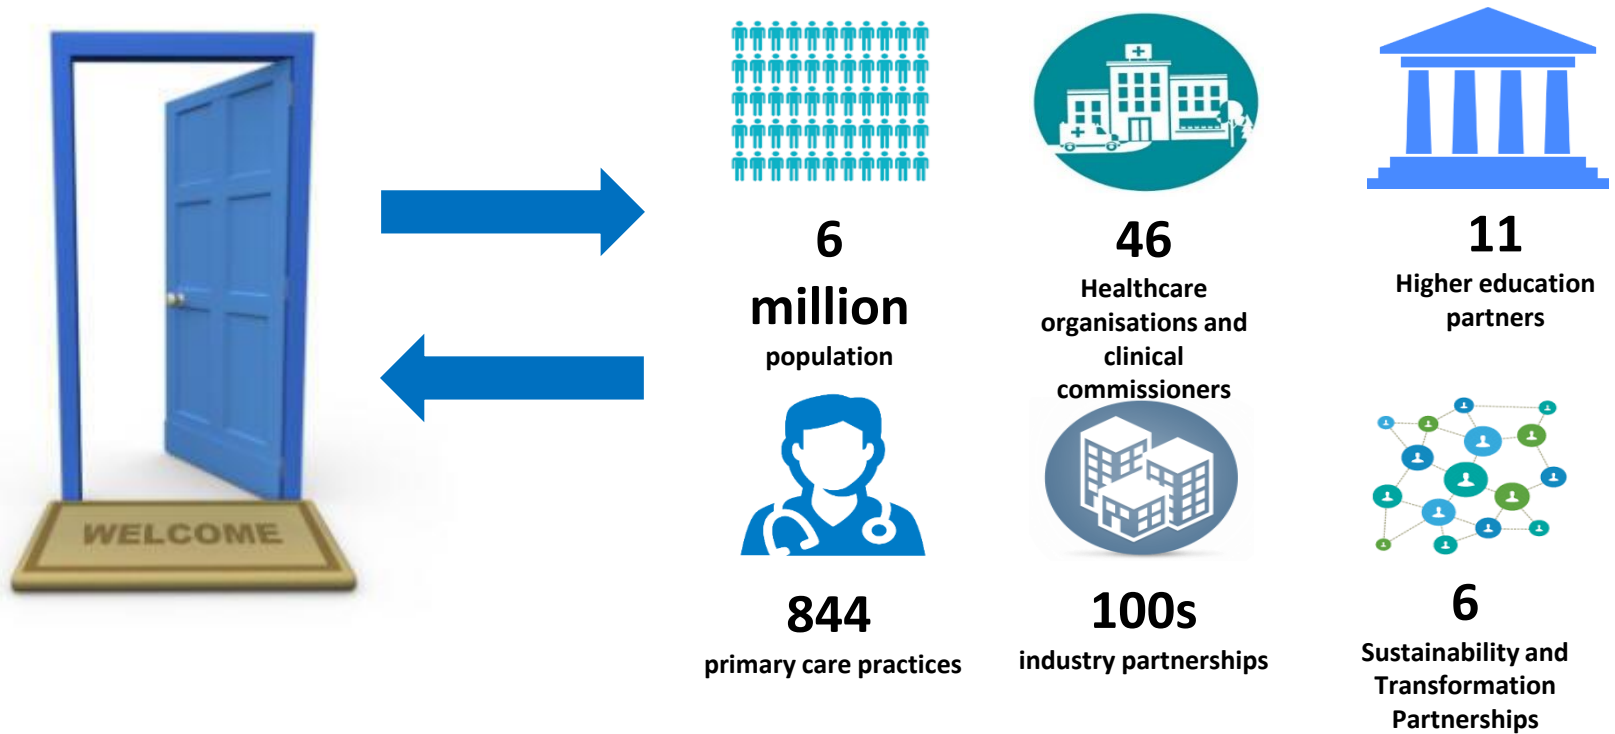 WELCOME
6
million
population
46
Healthcare
organisations and
clinical
commissioners
11
Higher education
partners
844
primary care practices
100s
industry partnerships
6
Sustainability and
Transformation
Partnerships